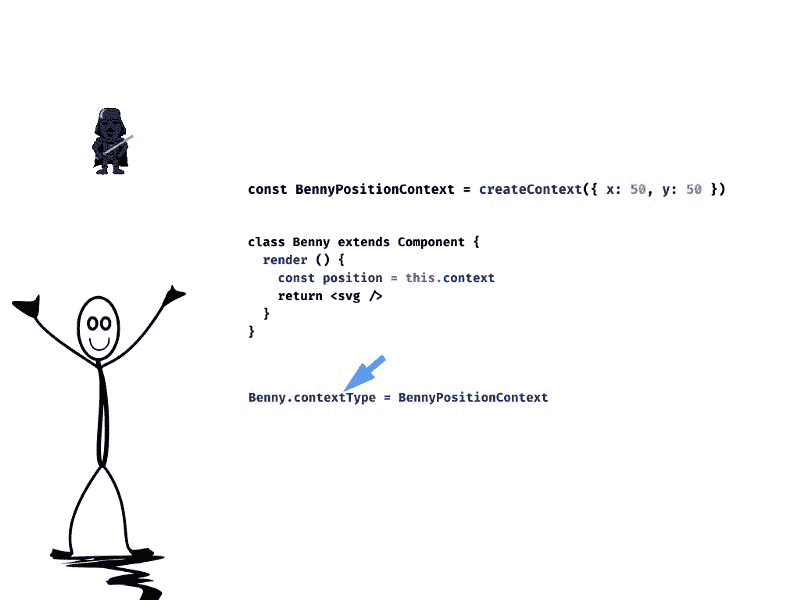 const BennyPositionContext = createContext({ x: 50, y: 50 })
class Benny extends Component {
render () {
const position = this.context
return <svg />
}
}
Benny.contextType = BennyPositionContext